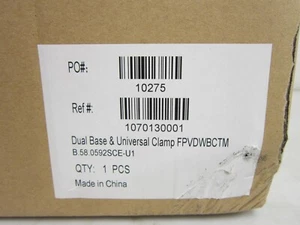 PO#:
10275
Ref #:
1070130001
Dual Base & Universal Clamp FPVDWBCTM
B.58.0592SCE-U1
QTY: 1 PCS
Made in China